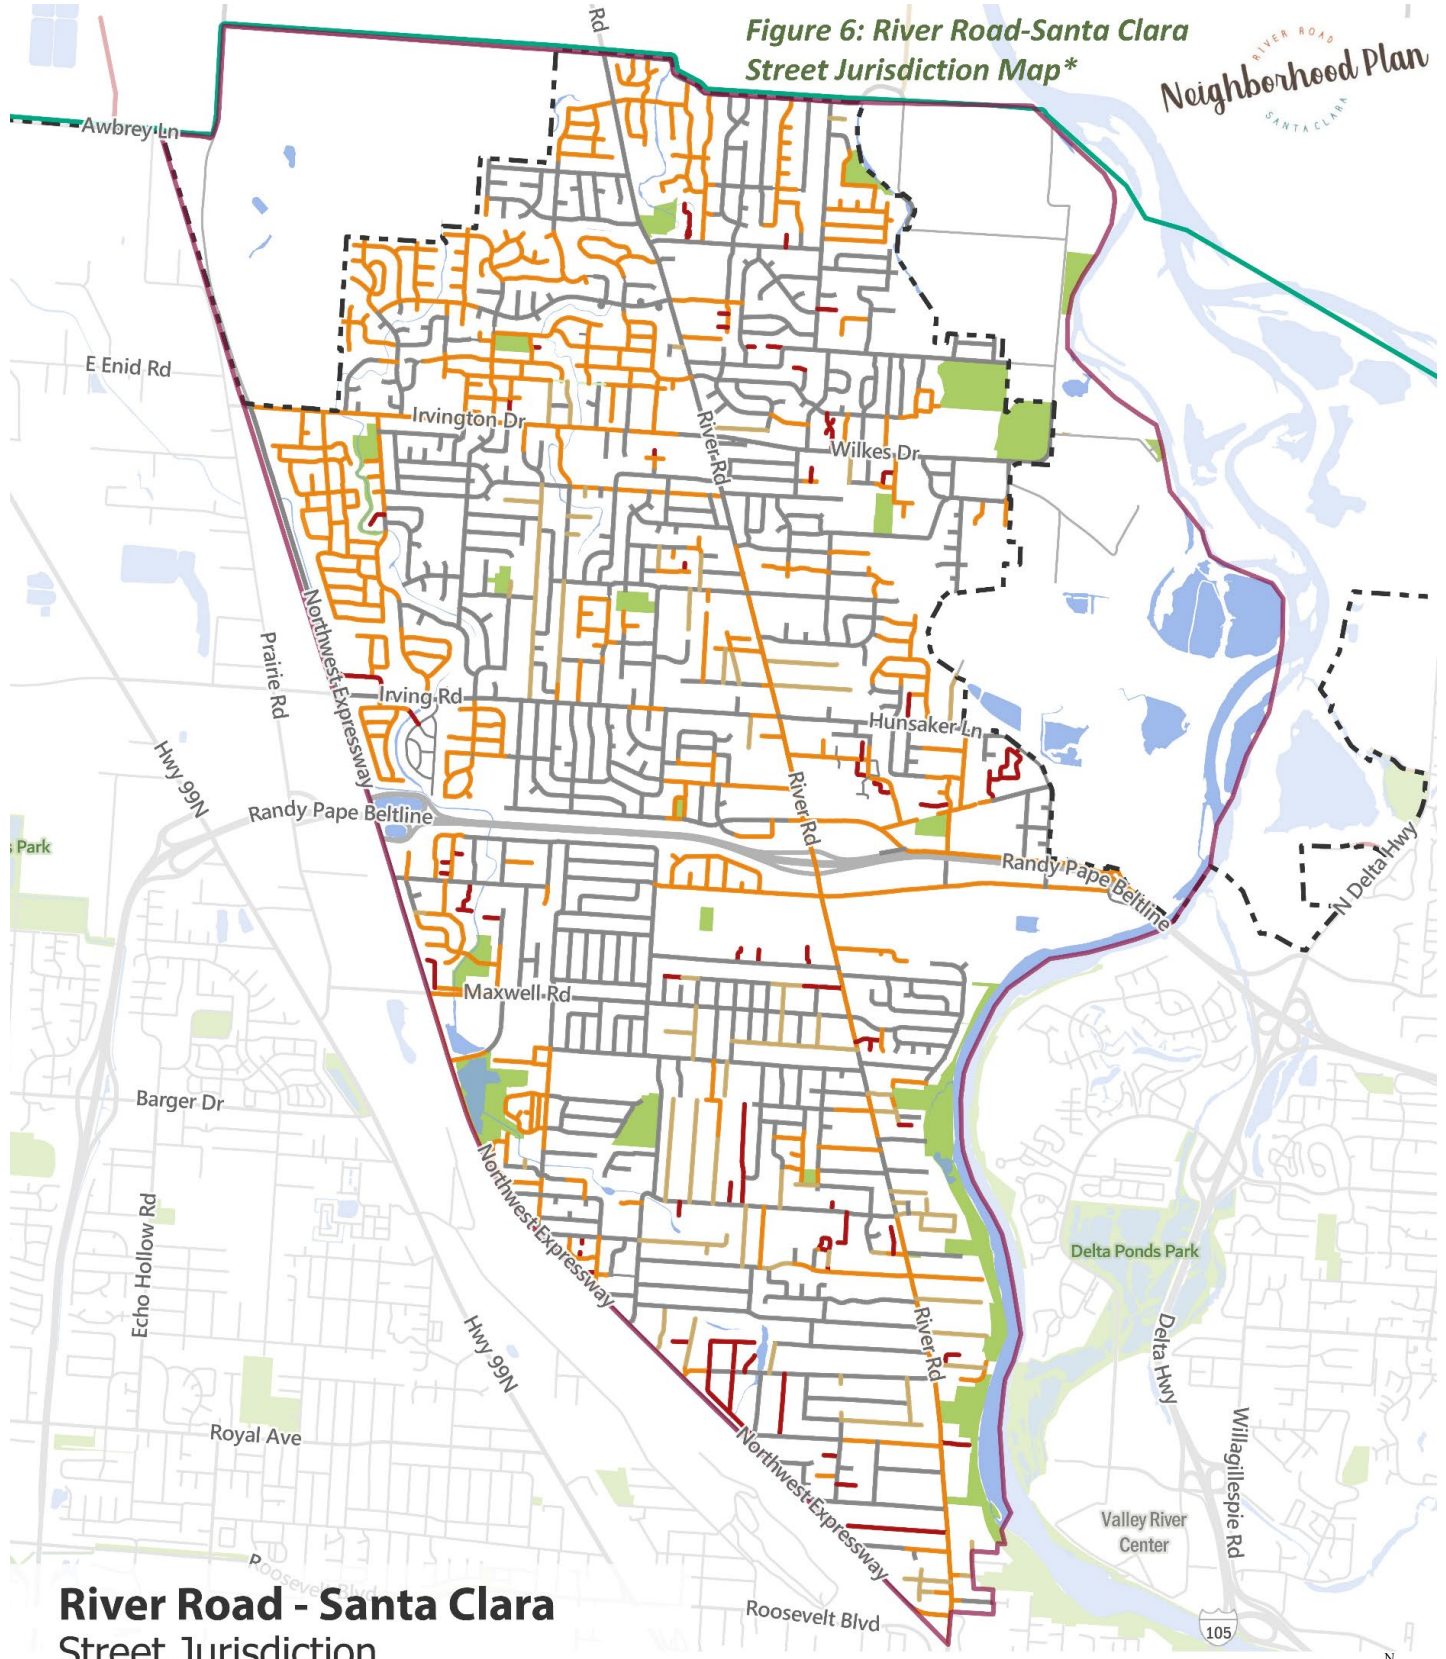 Rd
Figure 6: River Road-Santa Clara
Street Jurisdiction Map*
RIVER ROAD
Neighborhood Plan
SANTA CLARA
Awbrey Ln
E Enid Rd
Irvington Dr
River Rd
Wilkes Dr
Northwest Expressway
Prairie Rd
Irving Rd
Hunsaker Ln
Hwy 99N
Randy Pape Beltline
River Rd
s Park
Randy Pape Beltline
N Delta Hwy
Maxwell Rd
Barger Dr
Echo Hollow Rd
Northwest Expressway
Delta Ponds Park
Hwy 99N
River Rd
Delta Hwy
Royal Ave
Willagillespie Rd
Northwest Expressway
Valley River
Center
Roosevelt Blvd
River Road - Santa Clara
Roosevelt Blvd
105
Street Jurisdiction
N